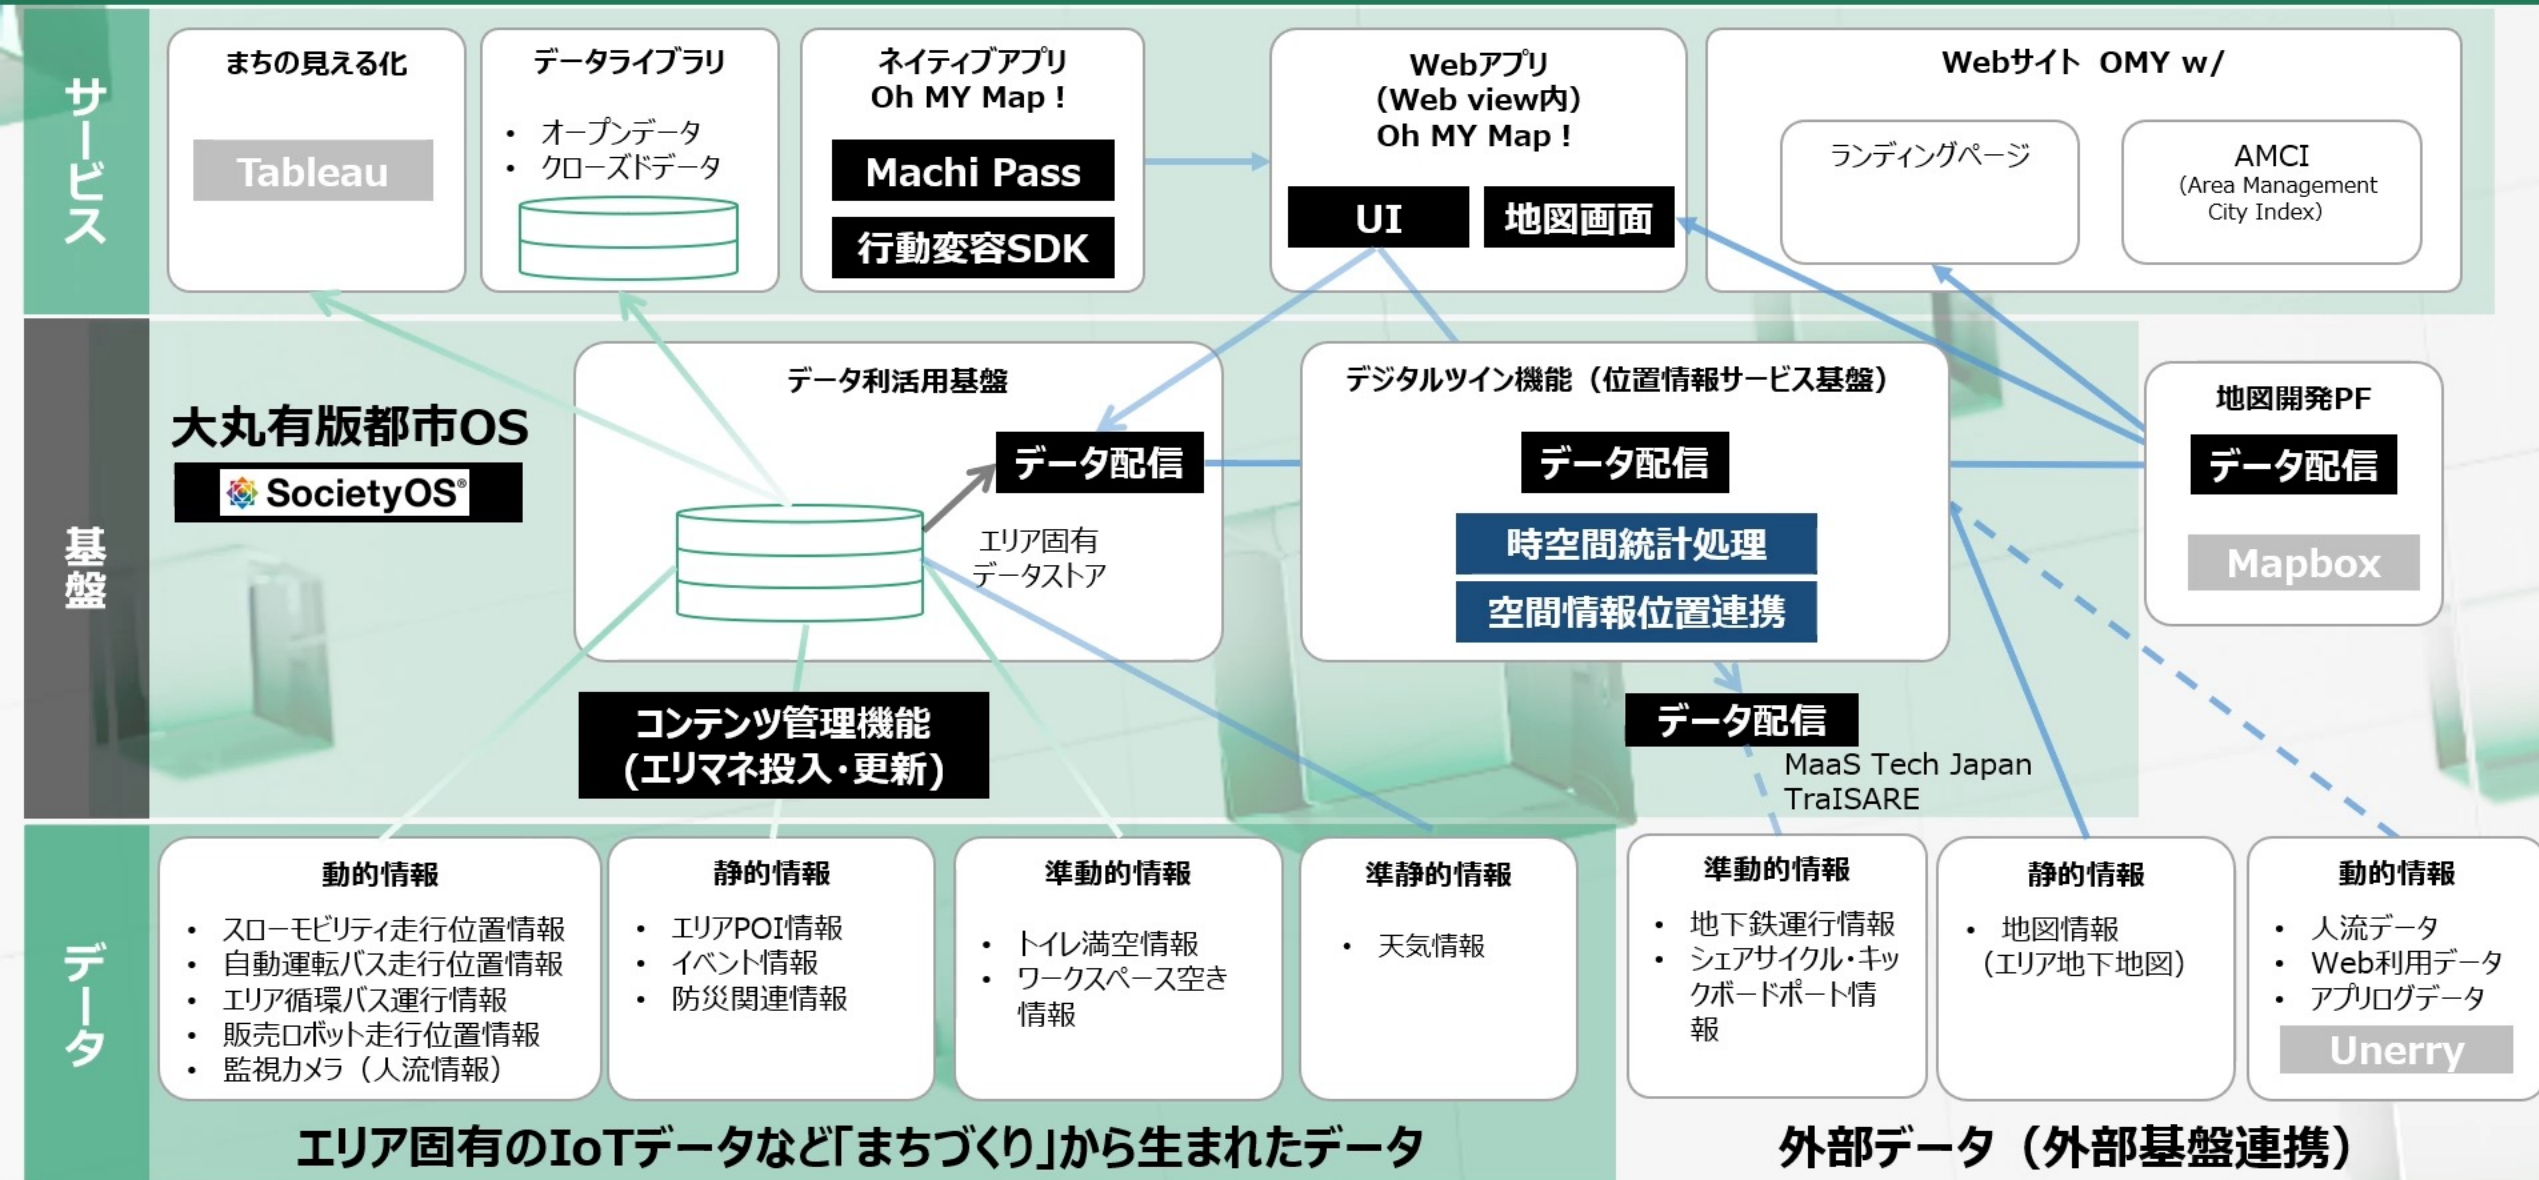 サービス
まちの見える化
Tableau
データライブラリ
• オープンデータ
• クローズドデータ
ネイティブアプリ
Oh MY Map !
Machi Pass
行動変容SDK
Webアプリ
(Web view内)
Oh MY Map !
UI
地図画面
Webサイト OMY w/
ランディングページ
AMCI
(Area Management
City Index)
基盤
大丸有版都市OS
SocietyOS®
データ利活用基盤
データ配信
エリア固有
データストア
コンテンツ管理機能
(エリマネ投入・更新)
デジタルツイン機能（位置情報サービス基盤）
データ配信
時空間統計処理
空間情報位置連携
データ配信
MaaS Tech Japan
TraISARE
地図開発PF
データ配信
Mapbox
データ
動的情報
• スローモビリティ走行位置情報
• 自動運転バス走行位置情報
• エリア循環バス運行情報
• 販売ロボット走行位置情報
• 監視カメラ（人流情報）
静的情報
• エリアPOI情報
• イベント情報
• 防災関連情報
準動的情報
• トイレ満空情報
• ワークスペース空き
情報
準静的情報
• 天気情報
エリア固有のIoTデータなど「まちづくり」から生まれたデータ
準動的情報
• 地下鉄運行情報
• シェアサイクル・キッ
クボードポート情
報
静的情報
• 地図情報
（エリア地下地図）
動的情報
• 人流データ
• Web利用データ
• アプリログデータ
Unerry
外部データ（外部基盤連携）